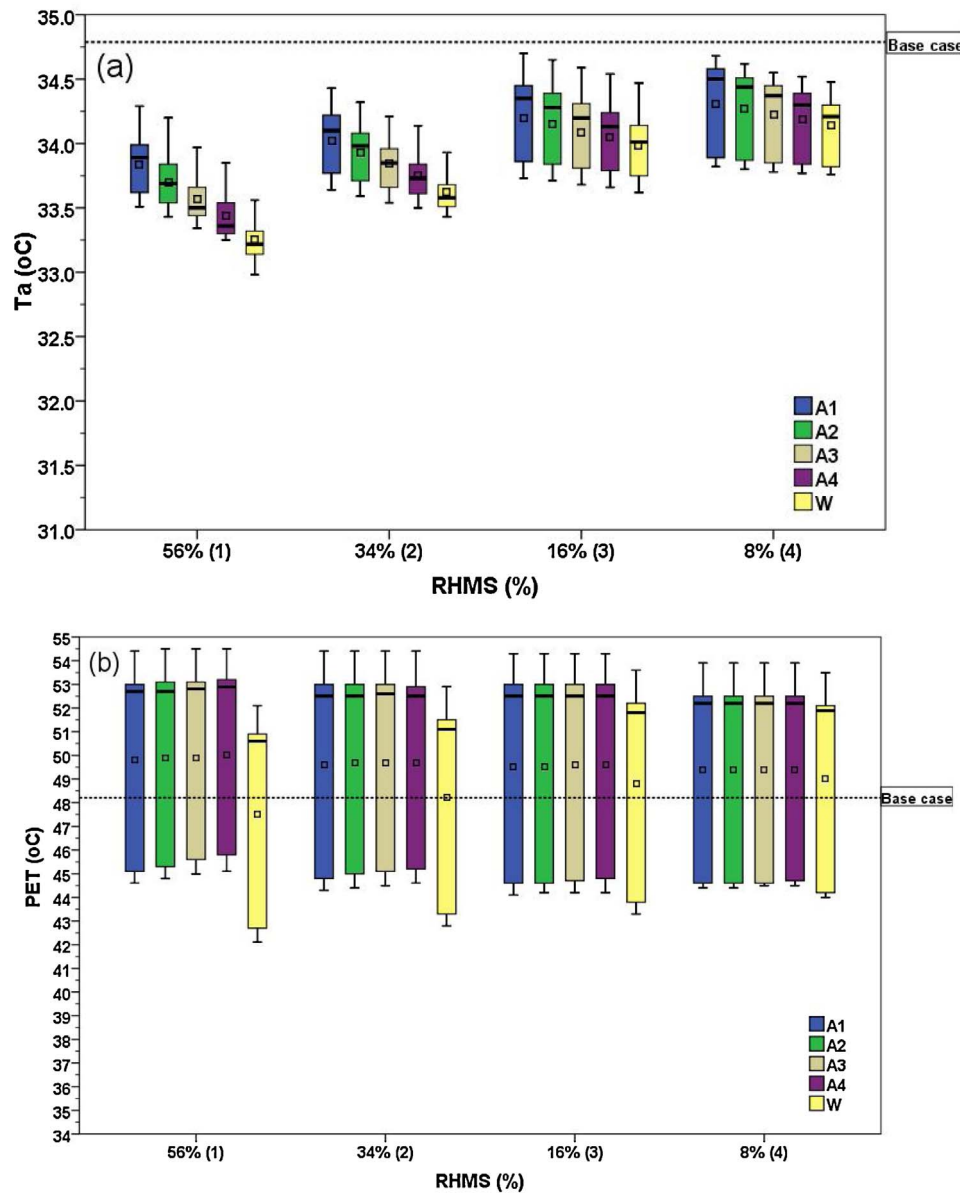 35.0
(a)
Base case
34.5
34.0
33.5
33.0
32.5
32.0
31.5
31.0
Ta (oC)
A1
A2
A3
A4
W
56% (1) 34% (2) 16% (3) 8% (4)
RHMS (%)
55
(b)
54
53
52
51
50
49
48
Base case
47
46
45
44
43
42
41
40
39
38
37
36
35
34
PET (oC)
A1
A2
A3
A4
W
56% (1) 34% (2) 16% (3) 8% (4)
RHMS (%)